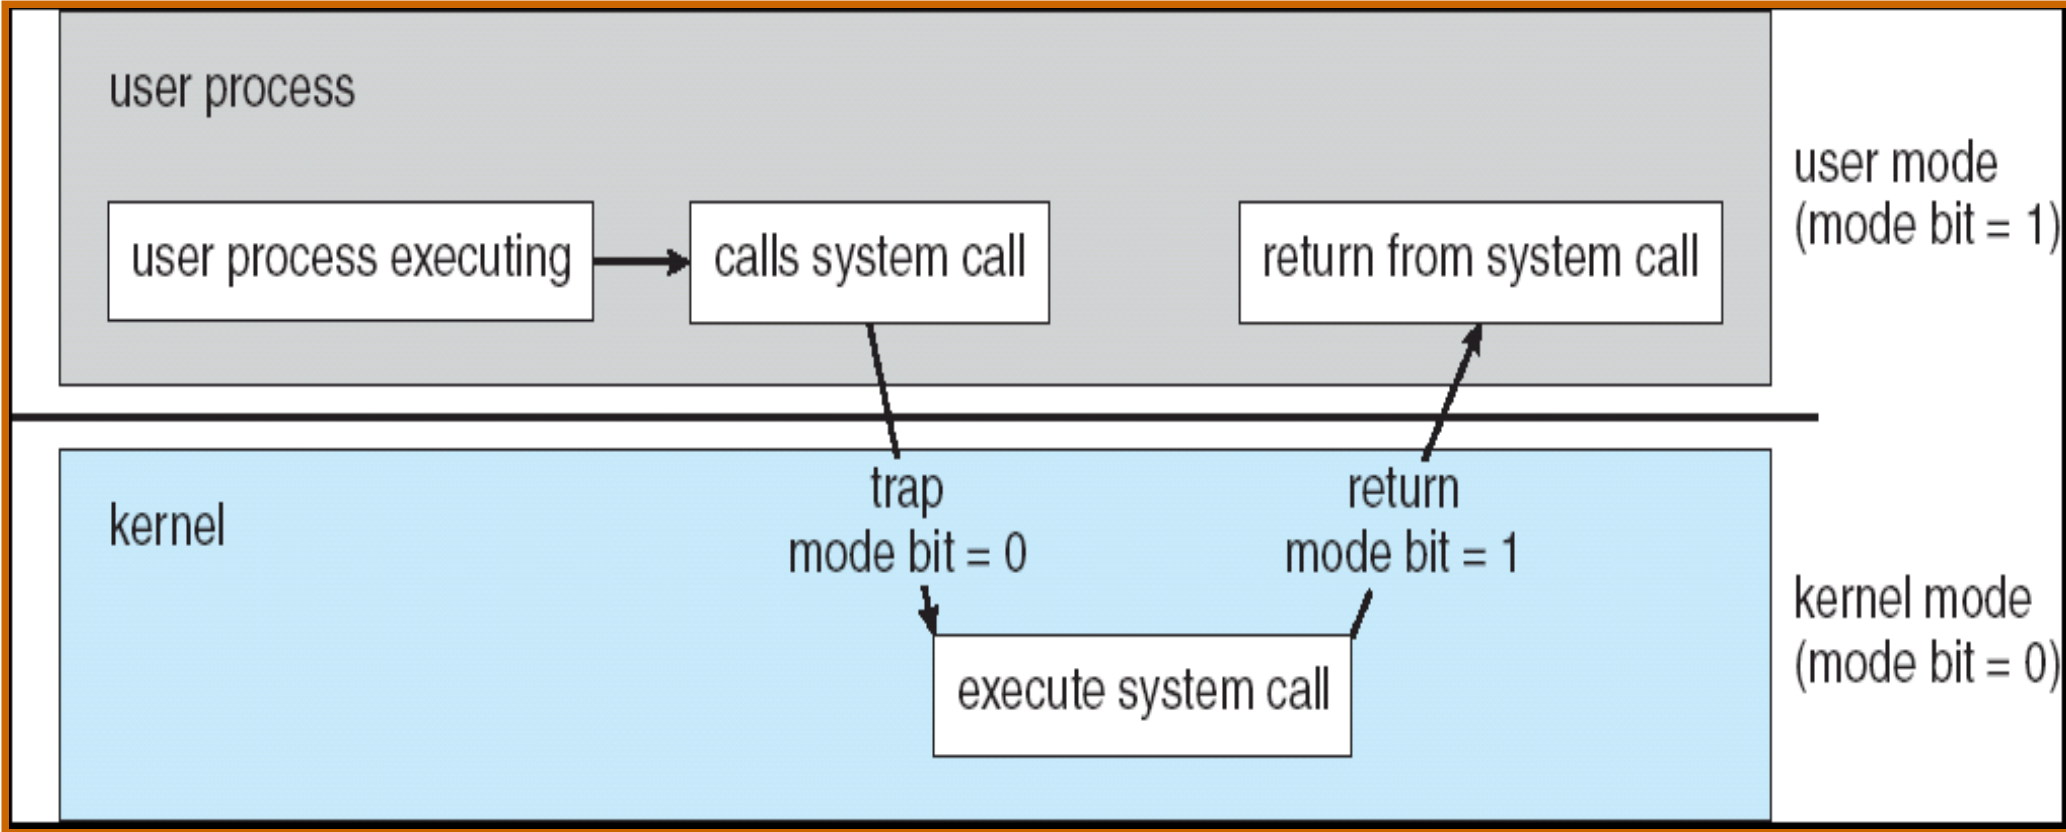 user process
user process executing
calls system call
return from system call
user mode
(mode bit = 1)
kernel
trap
mode bit = 0
return
mode bit = 1
execute system call
kernel mode
(mode bit = 0)